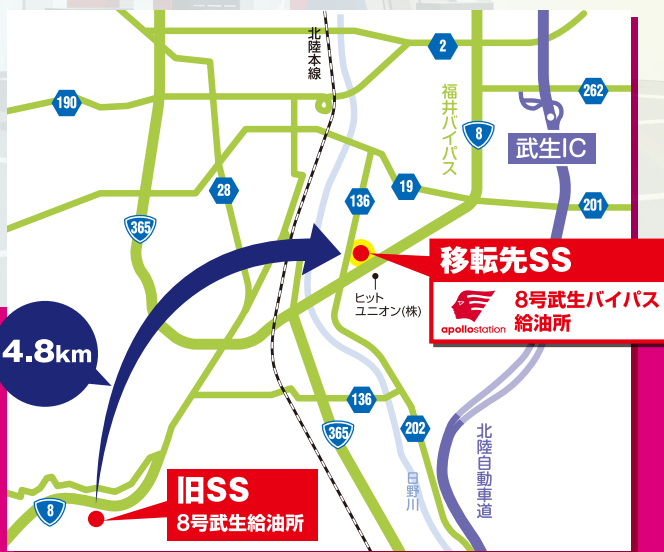 北陸本線
2
190
262
福井バイパス
8
武生IC
28
19
136
201
365
移転先SS
apollostation
8号武生バイパス
給油所
ヒット
ユニオン(株)
4.8km
136
365
202
北陸自動車道
日野川
旧SS
8号武生給油所
8